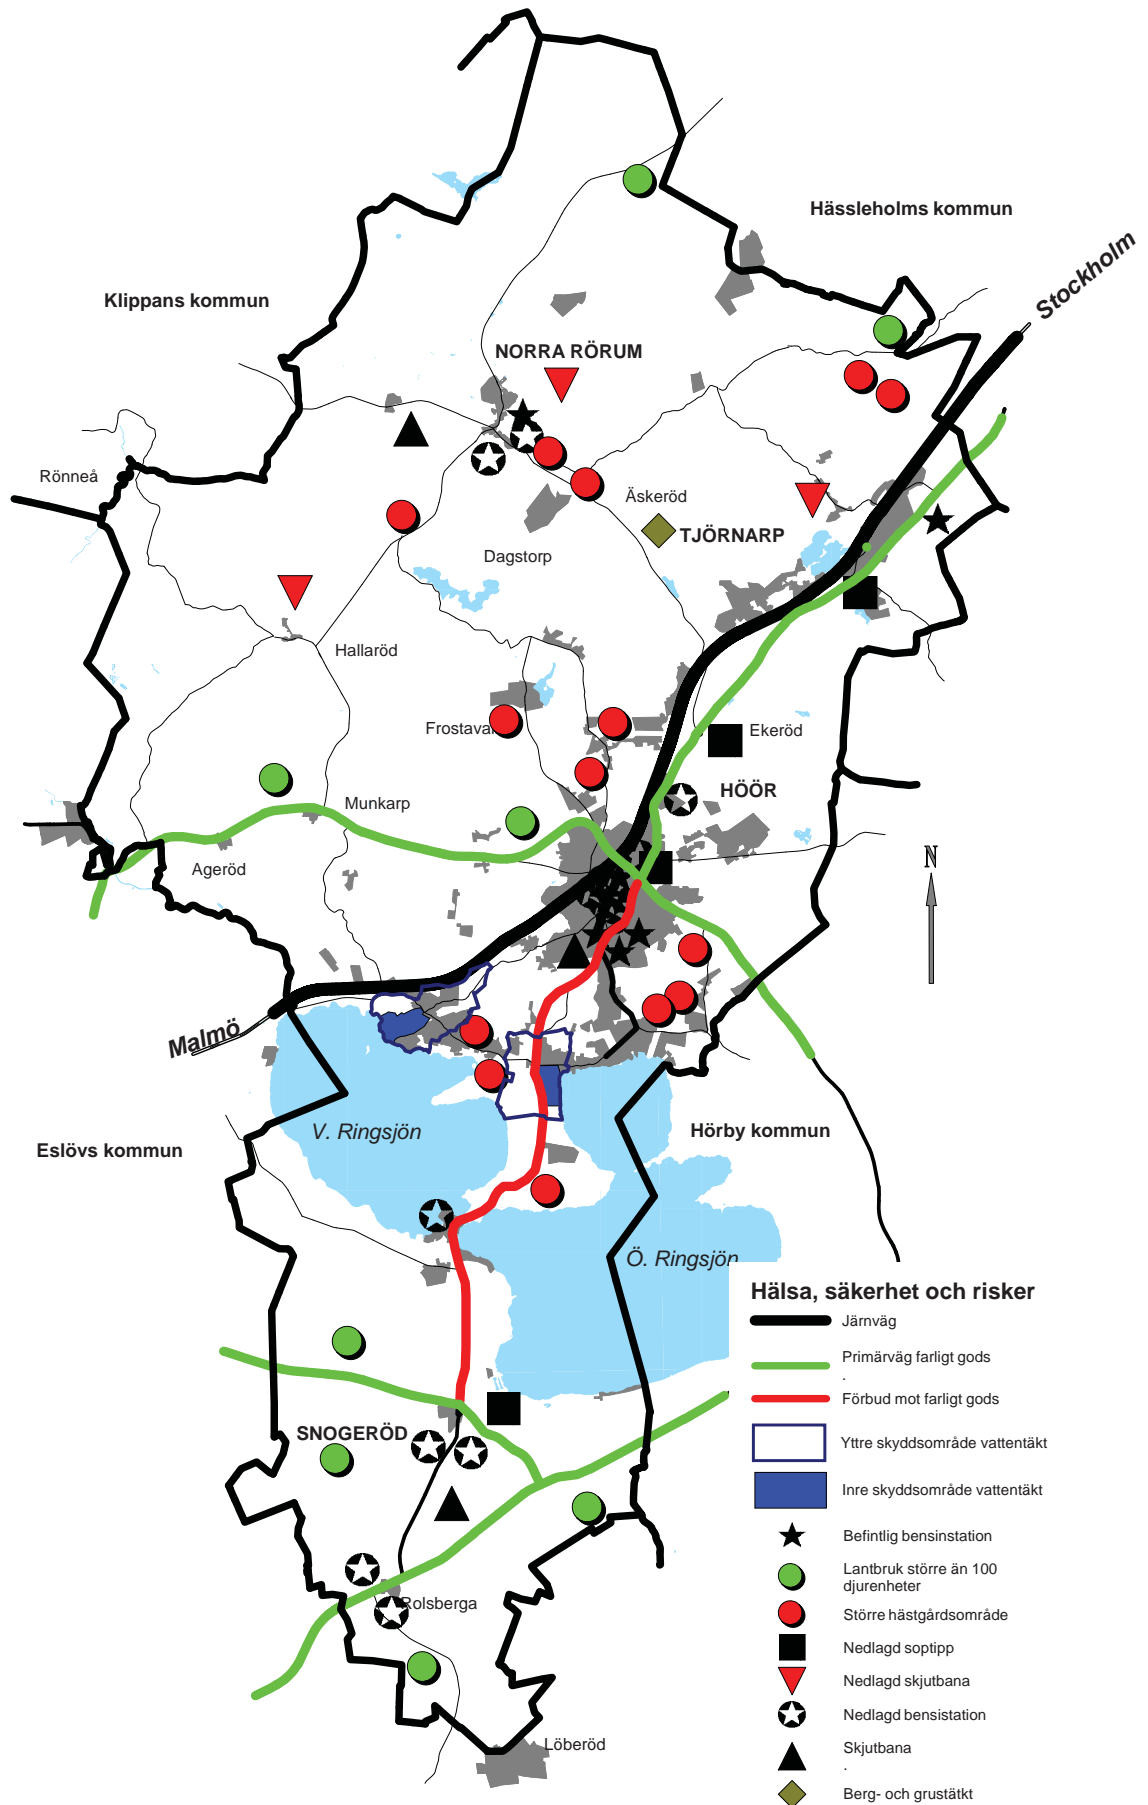 Hässleholms kommun
Stockholm
Klippans kommun
NORRA RÖRUM
Rönneå
Äskeröd
TJÖRNARP
Dagstorp
Hallaröd
Frostaval
Ekeröd
HÖÖR
Munkarp
Ageröd
N
Malmö
V. Ringsjön
Hörby kommun
Eslövs kommun
Ö. Ringsjön
SNOGERÖD
Rolsberga
Löberöd
Hälsa, säkerhet och risker
Järnväg
Primärväg farligt gods
.
Förbud mot farligt gods
Yttre skyddsområde vattentäkt
Inre skyddsområde vattentäkt
Befintlig bensinstation
Lantbruk större än 100
djurenheter
Större hästgårdsområde
Nedlagd soptipp
Nedlagd skjutbana
Nedlagd bensistation
Skjutbana
.
Berg- och grustätkt